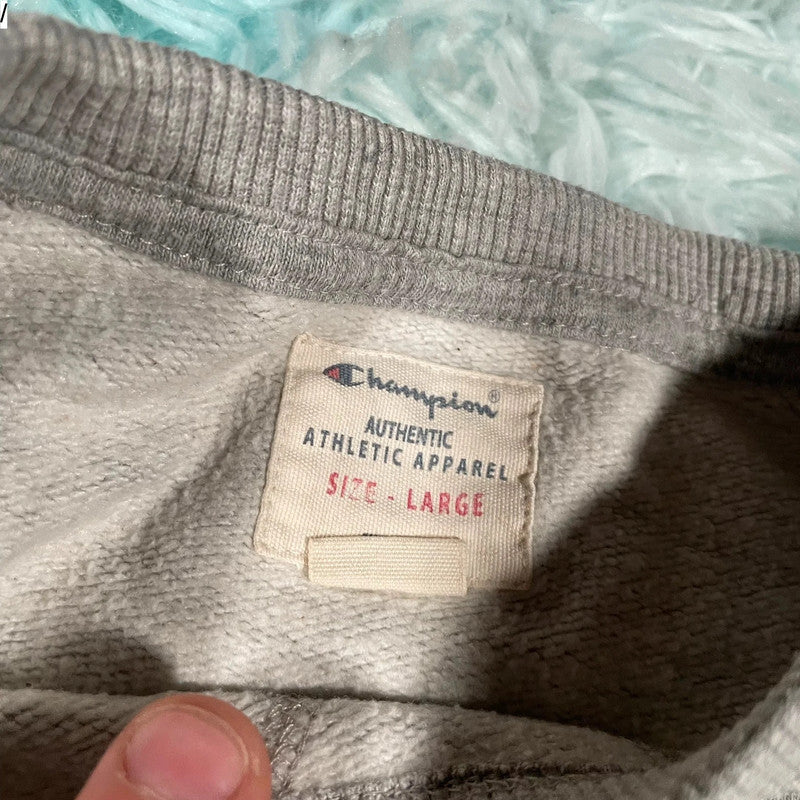 /
Champion®
AUTHENTIC
ATHLETIC APPAREL
SIZE - LARGE